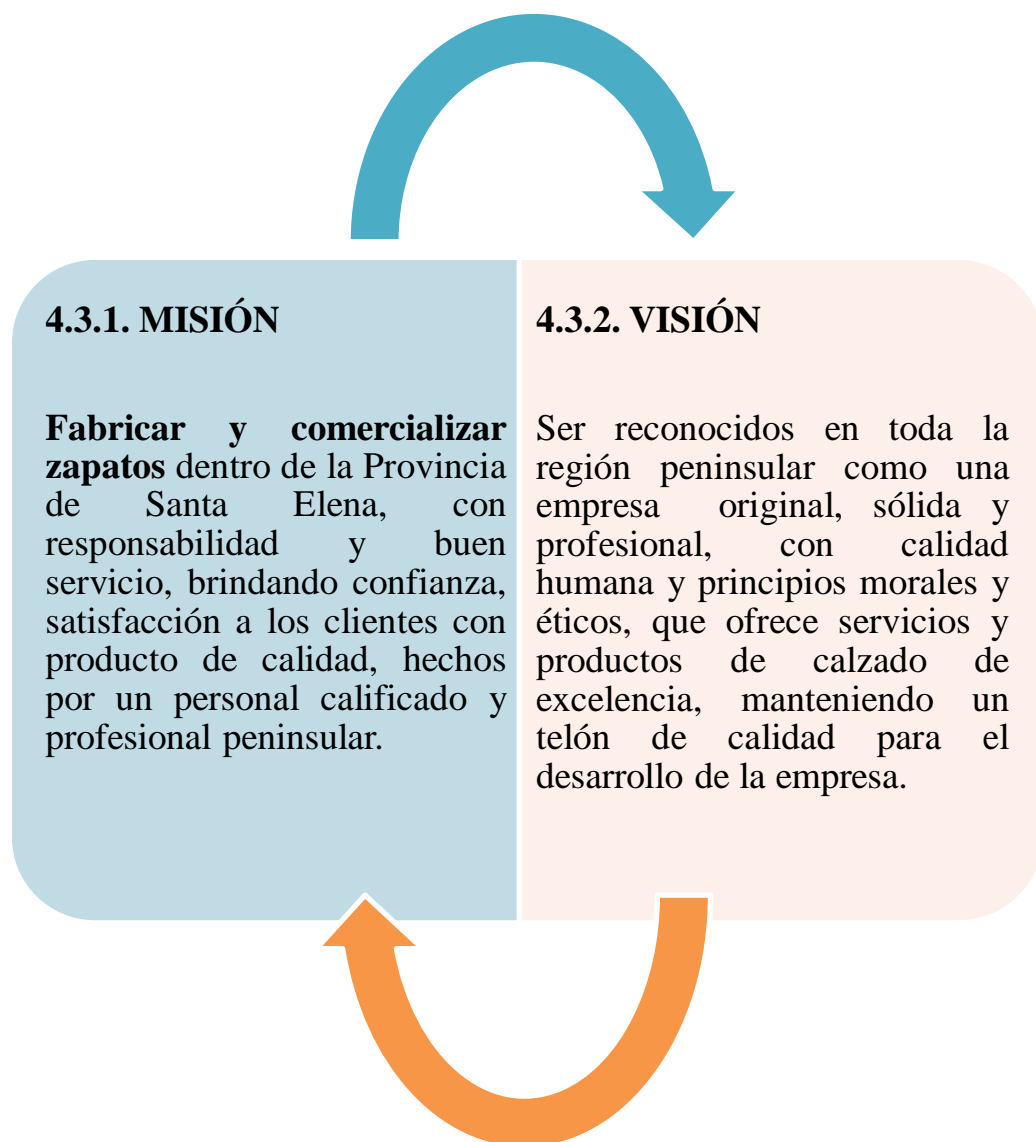 4.3.1. MISIÓN
Fabricar y comercializar
zapatos dentro de la Provincia
de Santa Elena, con
responsabilidad y buen
servicio, brindando confianza,
satisfacción a los clientes con
producto de calidad, hechos
por un personal calificado y
profesional peninsular.
4.3.2. VISIÓN
Ser reconocidos en toda la
región peninsular como una
empresa original, sólida y
profesional, con calidad
humana y principios morales y
éticos, que ofrece servicios y
productos de calzado de
excelencia, manteniendo un
telón de calidad para el
desarrollo de la empresa.